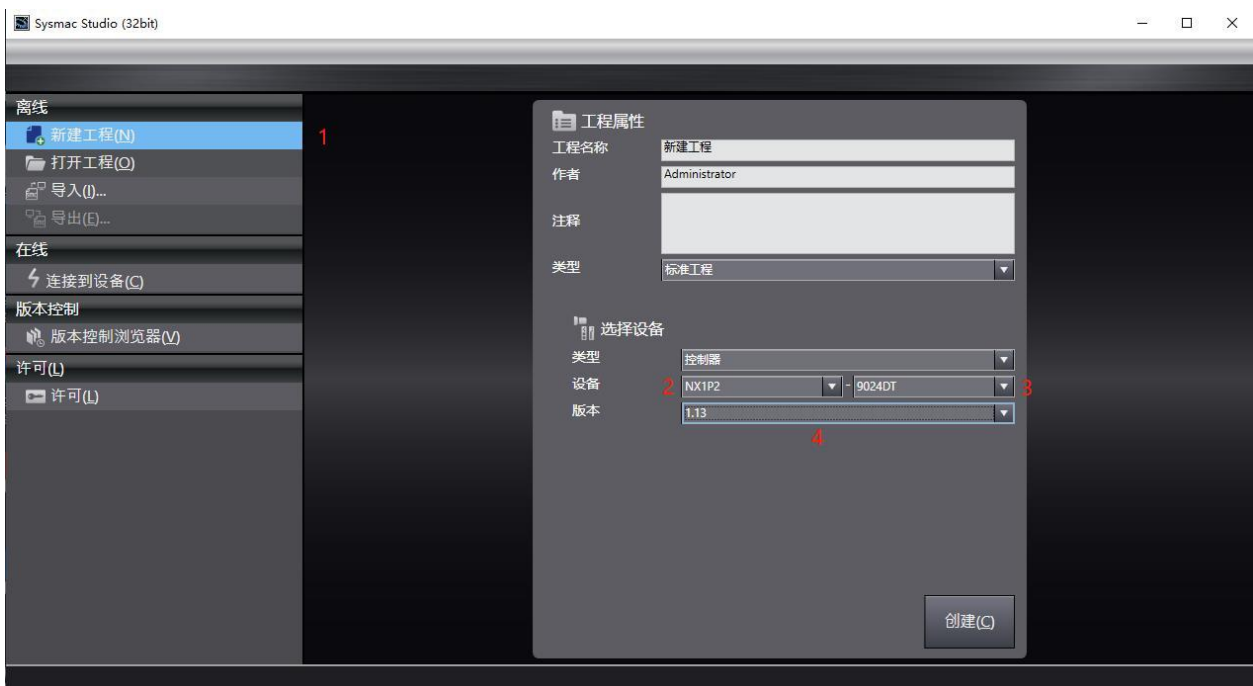 Sysmac Studio (32bit)
离线
新建工程(N)
1
打开工程(O)
导入(I)...
导出(E)...
在线
连接到设备(C)
版本控制
版本控制浏览器(V)
许可(L)
许可(L)
工程属性
工程名称 新建工程
作者 Administrator
注释
类型 标准工程
选择设备
类型 控制器
设备 2 NX1P2 - 9024DT 3
版本 1.13
4
创建(C)